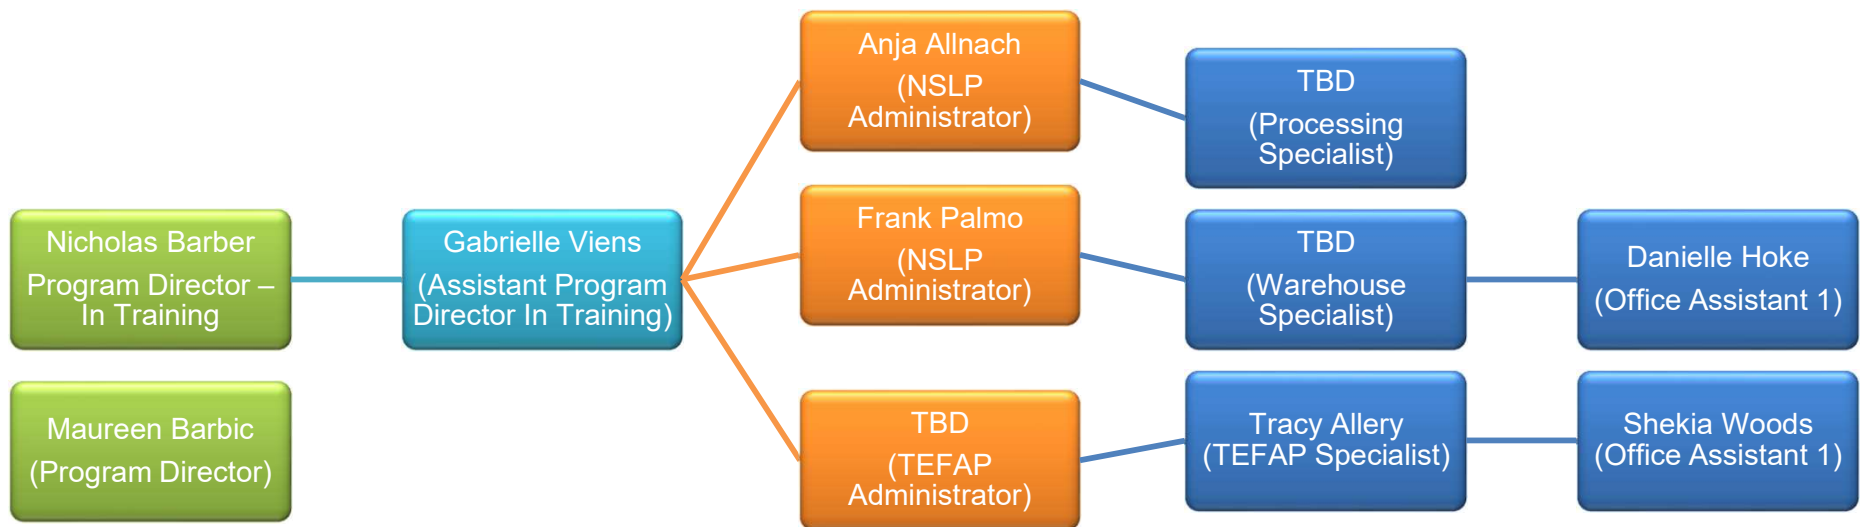 Nicholas Barber
Program Director –
In Training
Maureen Barbic
(Program Director)
Gabrielle Viens
(Assistant Program
Director In Training)
Anja Allnach
(NSLP
Administrator)
TBD
(Processing
Specialist)
Frank Palmo
(NSLP
Administrator)
TBD
(Warehouse
Specialist)
Danielle Hoke
(Office Assistant 1)
TBD
(TEFAP
Administrator)
Tracy Allery
(TEFAP Specialist)
Shekia Woods
(Office Assistant 1)